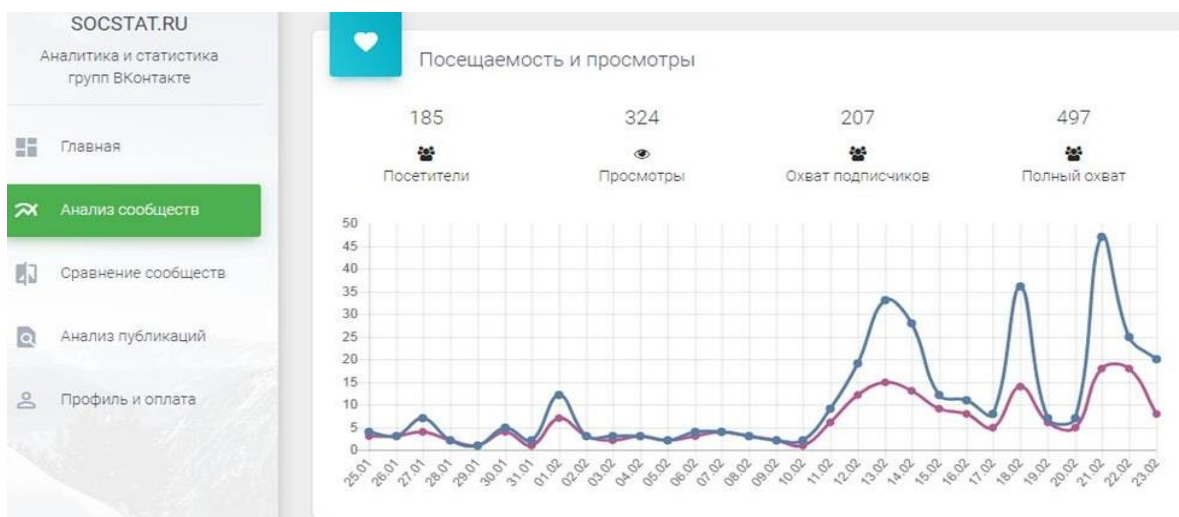 SOCSTAT.RU
Аналитика и статистика
групп ВКонтакте
Главная
Анализ сообществ
Сравнение сообществ
Анализ публикаций
Профиль и оплата
Посещаемость и просмотры
185 324 207 497
Посетители Просмотры Охват подписчиков Полный охват
50
45
40
35
30
25
20
15
10
5
0
25.01 26.01 27.01 28.01 29.01 30.01 31.01 01.02 02.02 03.02 04.02 05.02 06.02 07.02 08.02 09.02 10.02 11.02 12.02 13.02 14.02 15.02 16.02 17.02 18.02 19.02 20.02 21.02 22.02 23.02